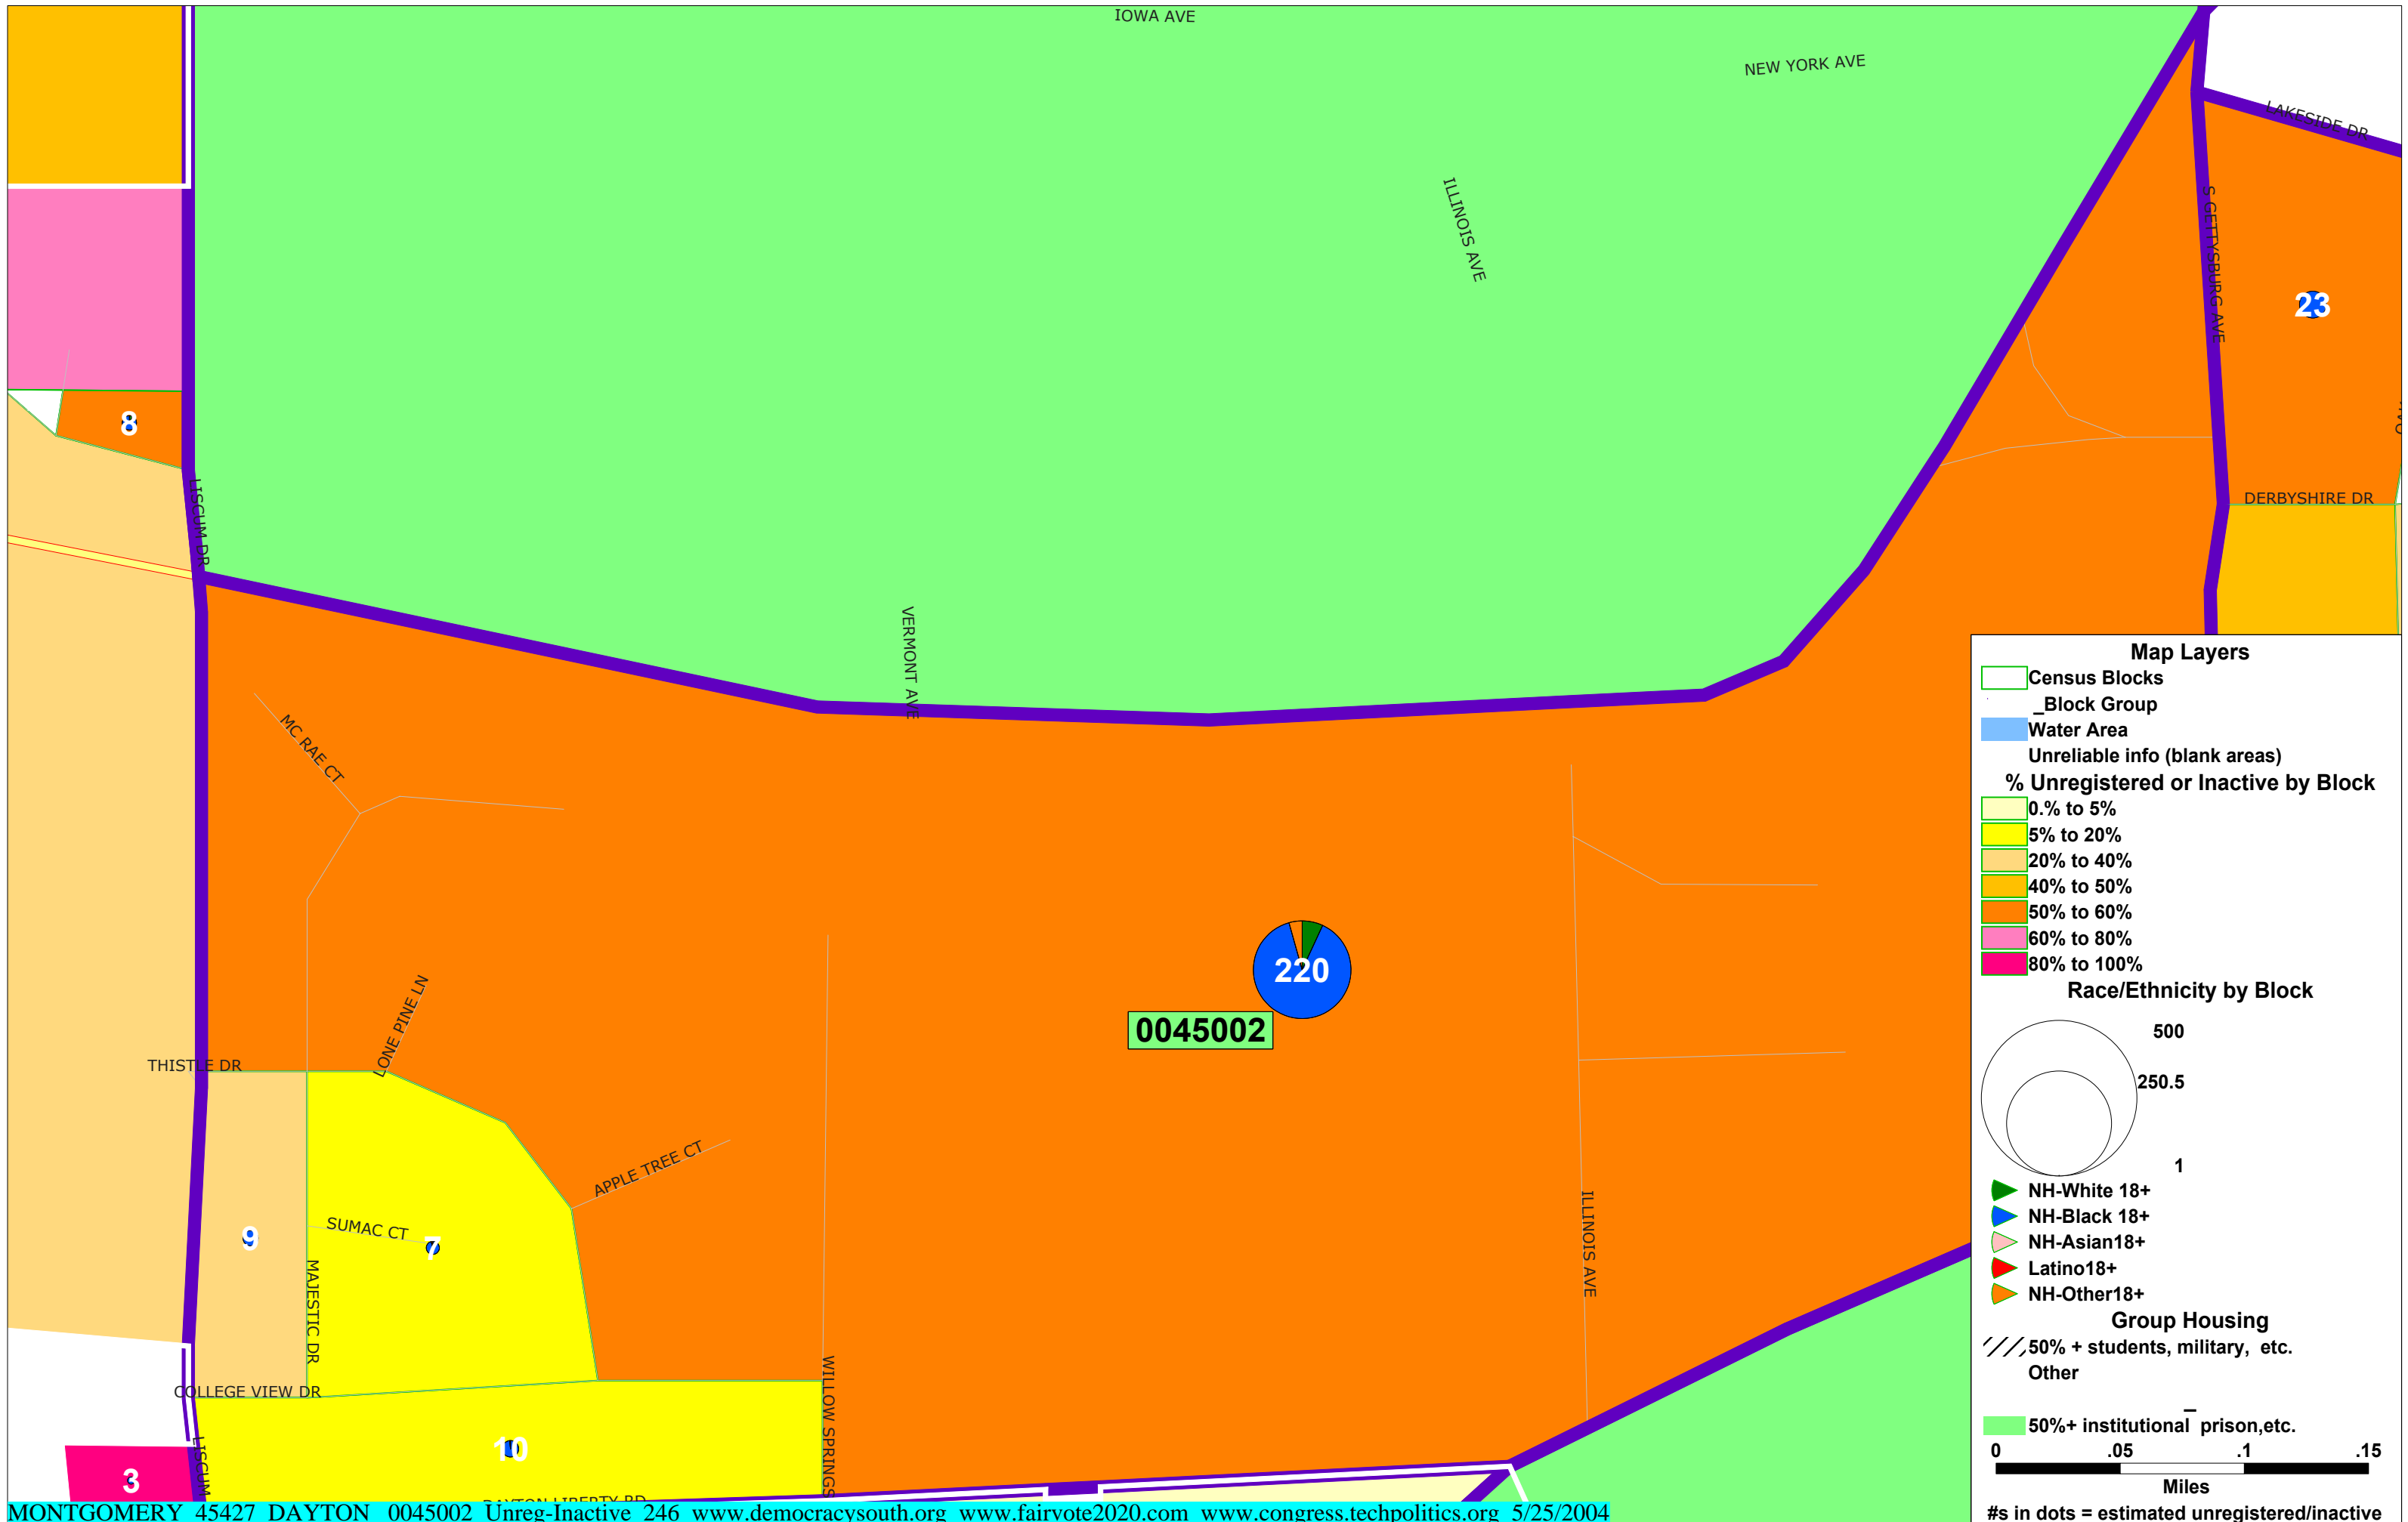 IOWA AVE
NEW YORK AVE
LAKESIDE DR
ILLINOIS AVE
S GETTYSBURG AVE
23
8
LISCUM DR
DERBYSHIRE DR
VERMONT AVE
MC RAE CT
220
0045002
LONE PINE LN
THISTLE DR
APPLE TREE CT
SUMAC CT
9
7
MAJESTIC DR
ILLINOIS AVE
WILLOW SPRINGS
COLLEGE VIEW DR
LISCUM
10
3
Map Layers
Census Blocks
_Block Group
Water Area
Unreliable info (blank areas)
% Unregistered or Inactive by Block
0.% to 5%
5% to 20%
20% to 40%
40% to 50%
50% to 60%
60% to 80%
80% to 100%
Race/Ethnicity by Block
500
250.5
1
NH-White 18+
NH-Black 18+
NH-Asian18+
Latino18+
NH-Other18+
Group Housing
50% + students, military, etc.
Other
_
50%+ institutional prison,etc.
0 .05 .1 .15
Miles
#s in dots = estimated unregistered/inactive
DAYTON LIBERTY RD
MONTGOMERY 45427 DAYTON 0045002 Unreg-Inactive 246 www.democracysouth.org www.fairvote2020.com www.congress.techpolitics.org 5/25/2004